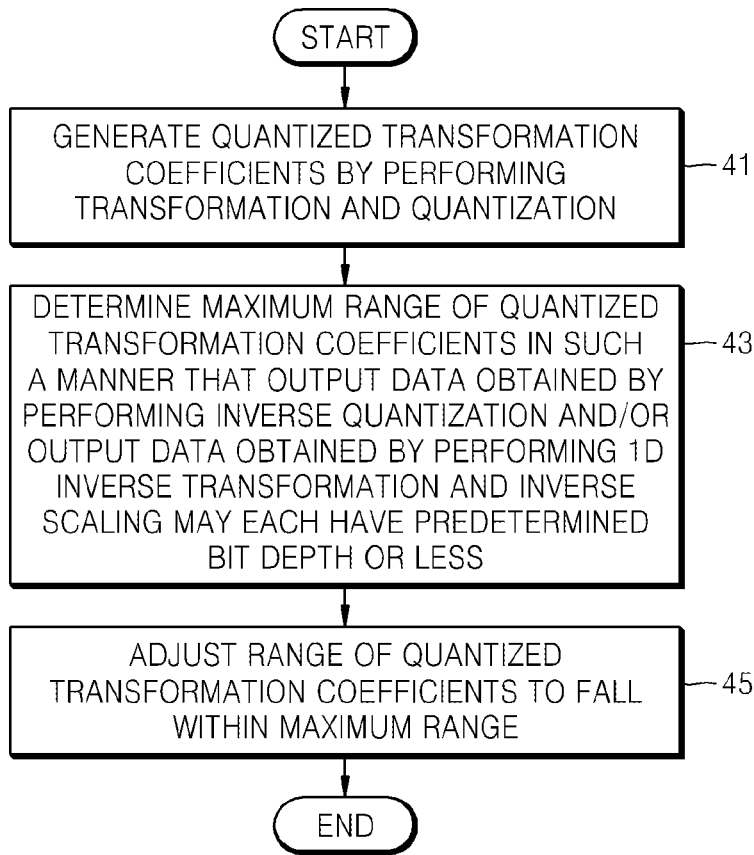 START
GENERATE QUANTIZED TRANSFORMATION
COEFFICIENTS BY PERFORMING
TRANSFORMATION AND QUANTIZATION
41
DETERMINE MAXIMUM RANGE OF QUANTIZED
TRANSFORMATION COEFFICIENTS IN SUCH
A MANNER THAT OUTPUT DATA OBTAINED BY
PERFORMING INVERSE QUANTIZATION AND/OR
OUTPUT DATA OBTAINED BY PERFORMING 1D
INVERSE TRANSFORMATION AND INVERSE
SCALING MAY EACH HAVE PREDETERMINED
BIT DEPTH OR LESS
43
ADJUST RANGE OF QUANTIZED
TRANSFORMATION COEFFICIENTS TO FALL
WITHIN MAXIMUM RANGE
45
END